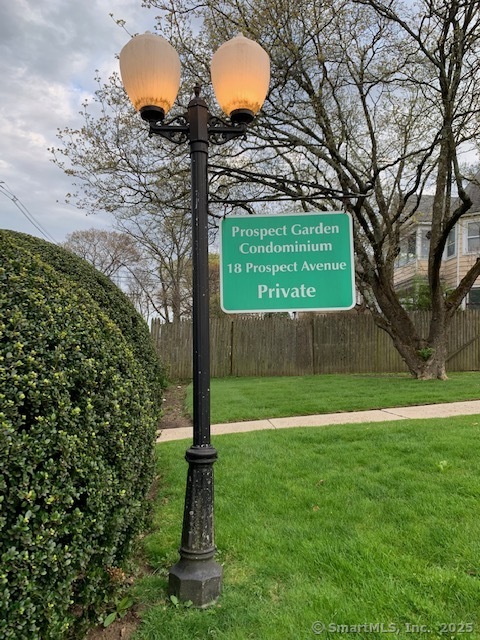 Prospect Garden
Condominium
18 Prospect Avenue
Private
©SmartMLS, Inc. 2025